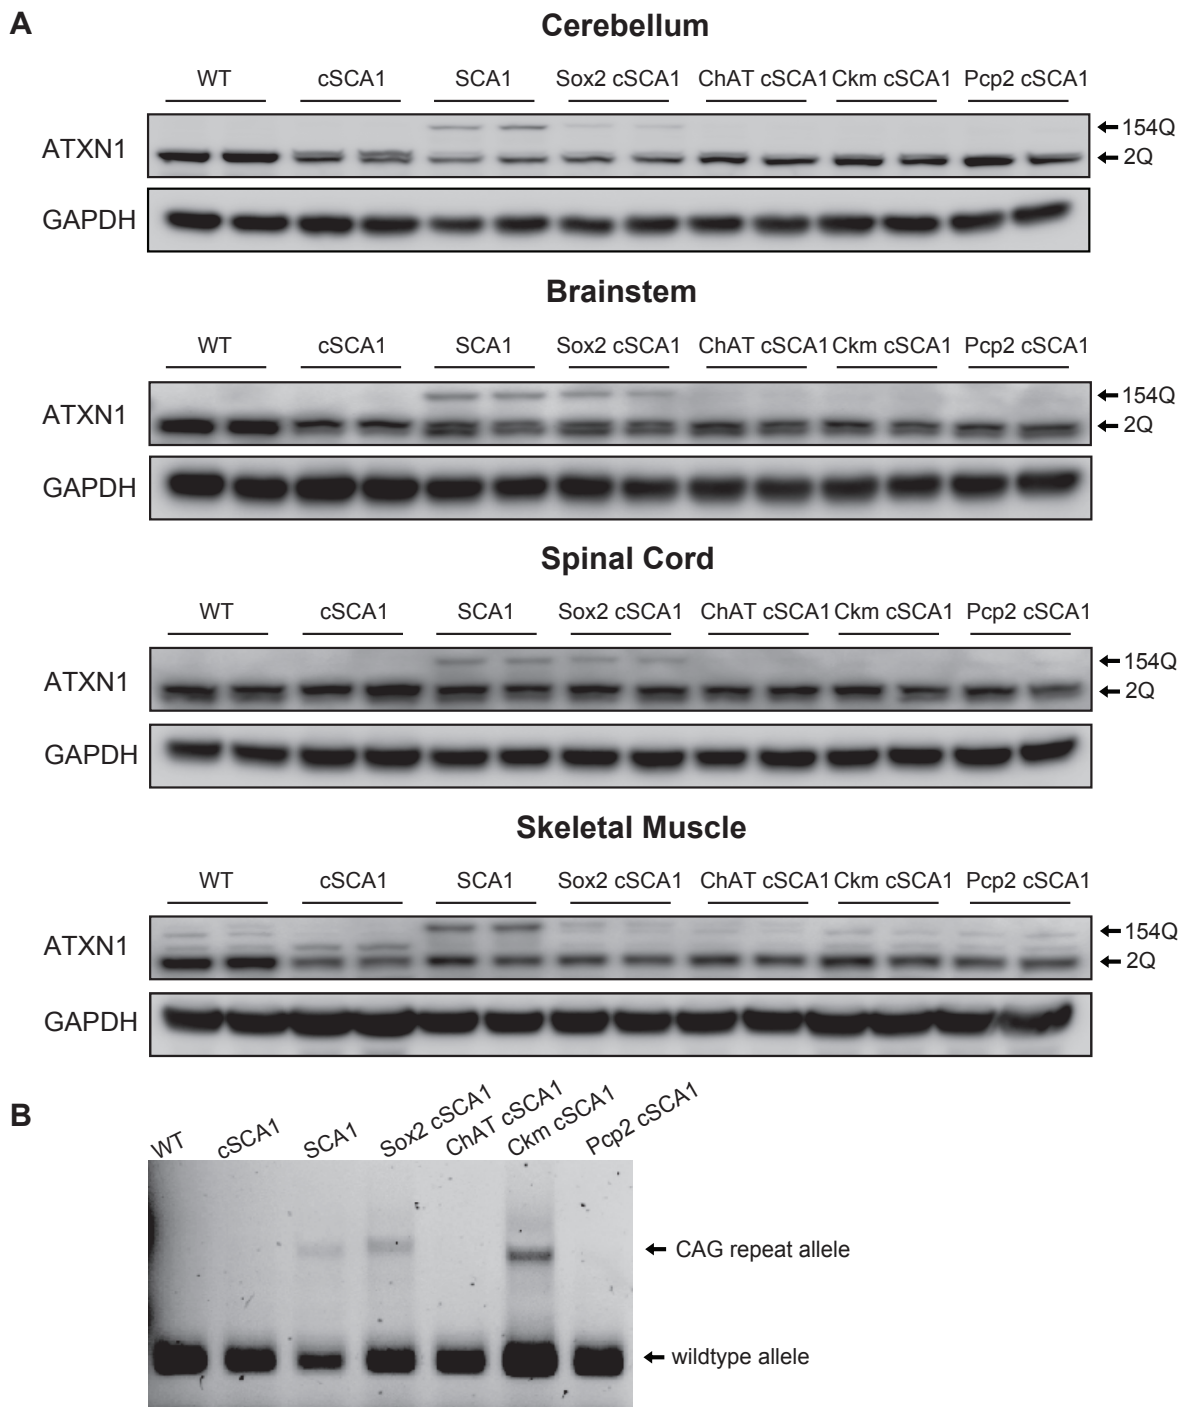 A
Cerebellum
WT cSCA1 SCA1 Sox2 cSCA1 ChAT cSCA1 Ckm cSCA1 Pcp2 cSCA1
ATXN1
154Q
2Q
GAPDH
Brainstem
WT cSCA1 SCA1 Sox2 cSCA1 ChAT cSCA1 Ckm cSCA1 Pcp2 cSCA1
ATXN1
154Q
2Q
GAPDH
Spinal Cord
WT cSCA1 SCA1 Sox2 cSCA1 ChAT cSCA1 Ckm cSCA1 Pcp2 cSCA1
ATXN1
154Q
2Q
GAPDH
Skeletal Muscle
WT cSCA1 SCA1 Sox2 cSCA1 ChAT cSCA1 Ckm cSCA1 Pcp2 cSCA1
ATXN1
154Q
2Q
GAPDH
B
WT cSCA1 SCA1 Sox2 cSCA1 ChAT cSCA1 Ckm cSCA1 Pcp2 cSCA1
CAG repeat allele
wildtype allele